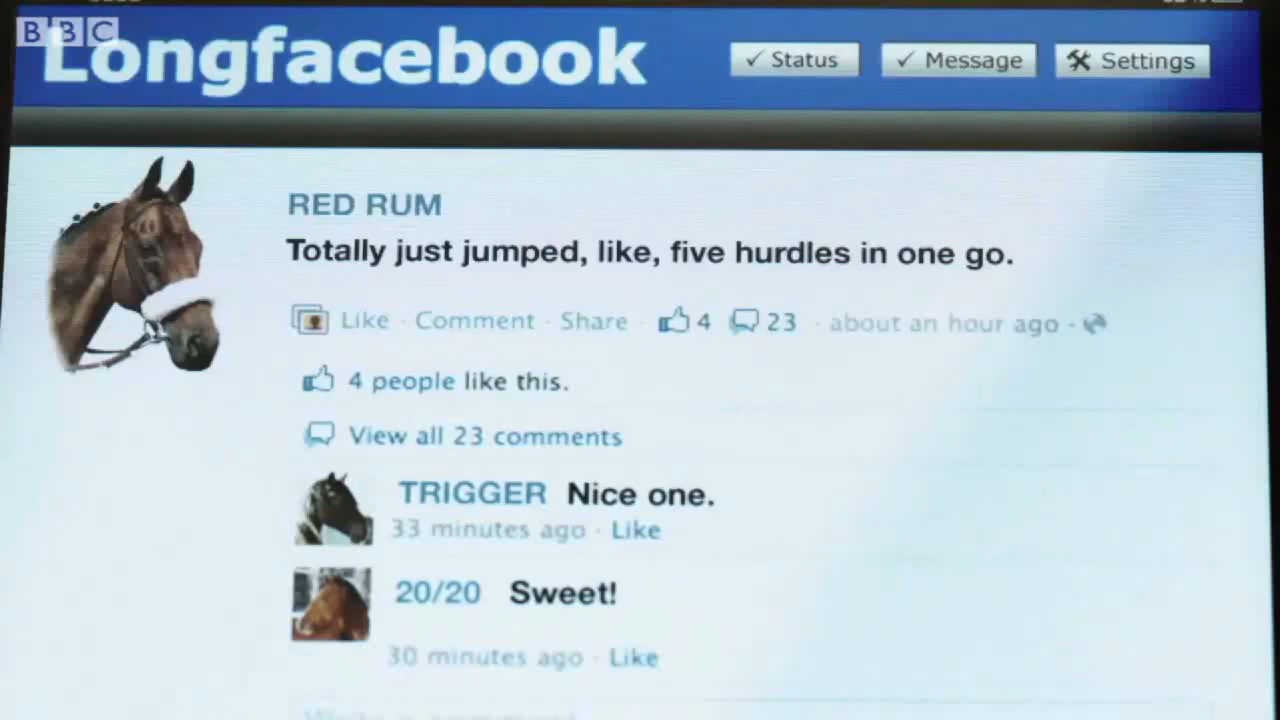 BBC
Longfacebook
Status
Message
Settings
RED RUM
Totally just jumped, like, five hurdles in one go.
Like · Comment · Share · 4 23 · about an hour ago ·
4 people like this.
View all 23 comments
TRIGGER Nice one.
33 minutes ago · Like
20/20 Sweet!
30 minutes ago · Like